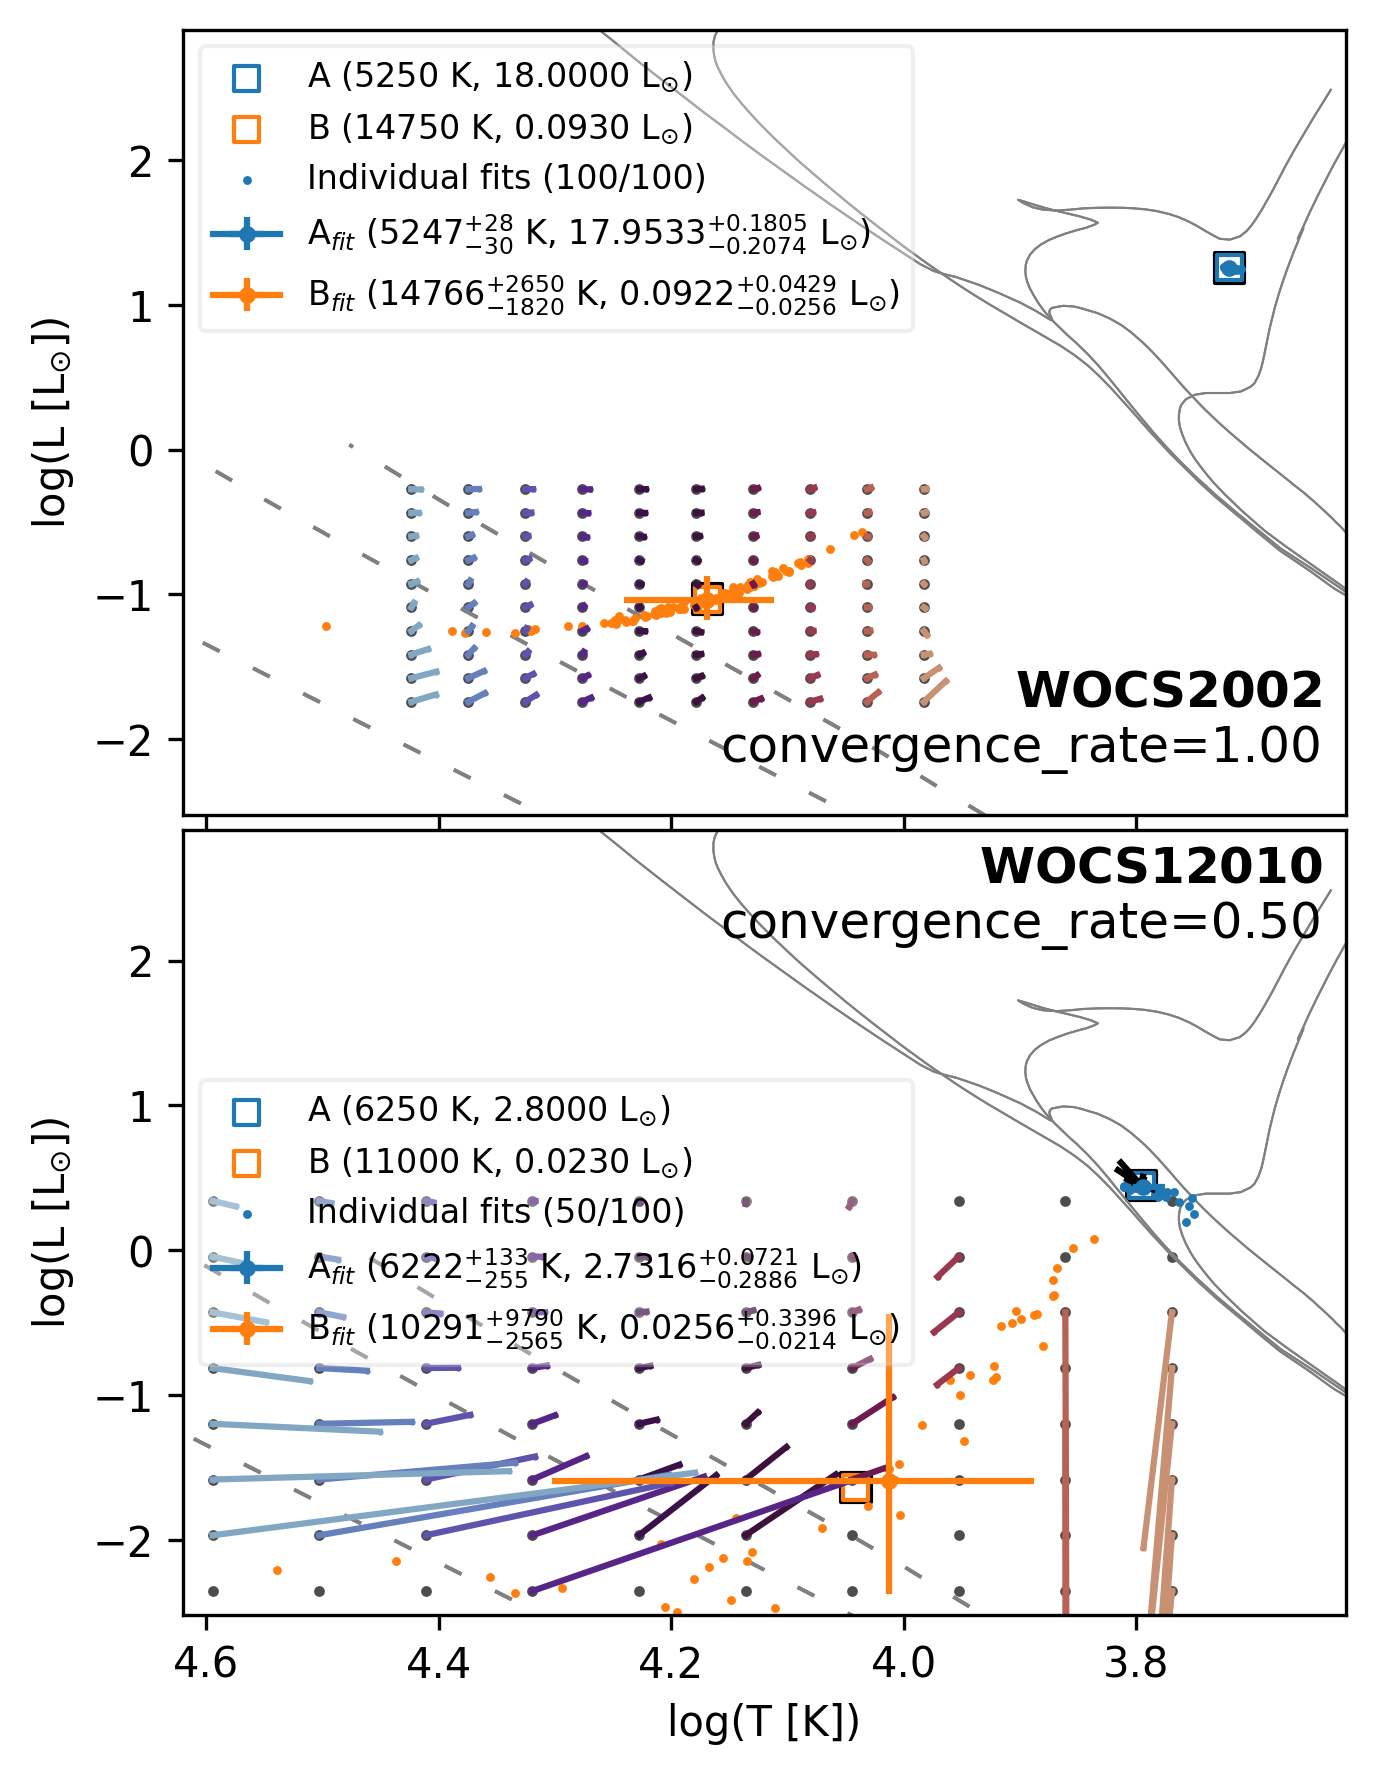 A (5250 K, 18.0000 L⊙)
B (14750 K, 0.0930 L⊙)
Individual fits (100/100)
A_fit (5247 +28 −30 K, 17.9533 +0.1805 −0.2074 L⊙)
B_fit (14766 +2650 −1820 K, 0.0922 +0.0429 −0.0256 L⊙)
2
1
0
−1
−2
log(L [L⊙])
WOCS2002
convergence_rate=1.00
WOCS12010
convergence_rate=0.50
A (6250 K, 2.8000 L⊙)
B (11000 K, 0.0230 L⊙)
Individual fits (50/100)
A_fit (6222 +133 −255 K, 2.7316 +0.0721 −0.2886 L⊙)
B_fit (10291 +9790 −2565 K, 0.0256 +0.3396 −0.0214 L⊙)
2
1
0
−1
−2
log(L [L⊙])
4.6 4.4 4.2 4.0 3.8
log(T [K])